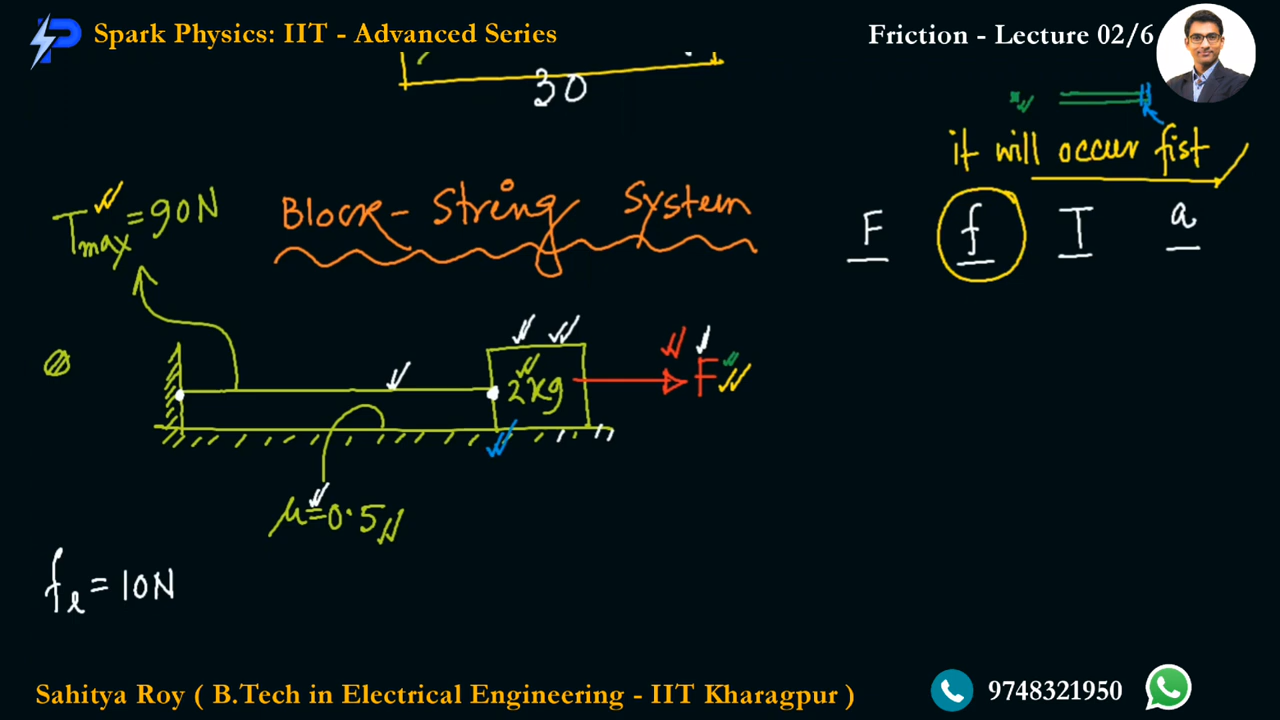 Spark Physics: IIT - Advanced Series
Friction - Lecture 02/6
30
it will occur fist
F f T a
Tmax = 90N
Block - String System
2kg
F
μ=0.5
fl = 10N
Sahitya Roy ( B.Tech in Electrical Engineering - IIT Kharagpur )
9748321950